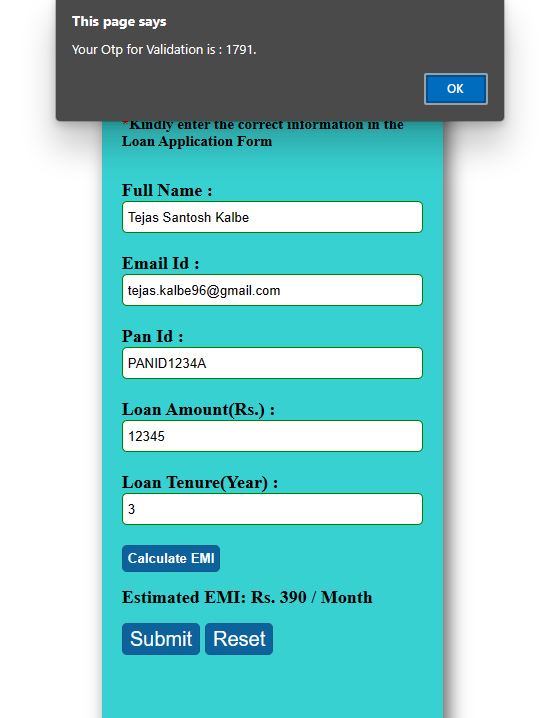 This page says
Your Otp for Validation is : 1791.
OK
*Kindly enter the correct information in the
Loan Application Form
Full Name :
Tejas Santosh Kalbe
Email Id :
tejas.kalbe96@gmail.com
Pan Id :
PANID1234A
Loan Amount(Rs.) :
12345
Loan Tenure(Year) :
3
Calculate EMI
Estimated EMI: Rs. 390 / Month
Submit Reset